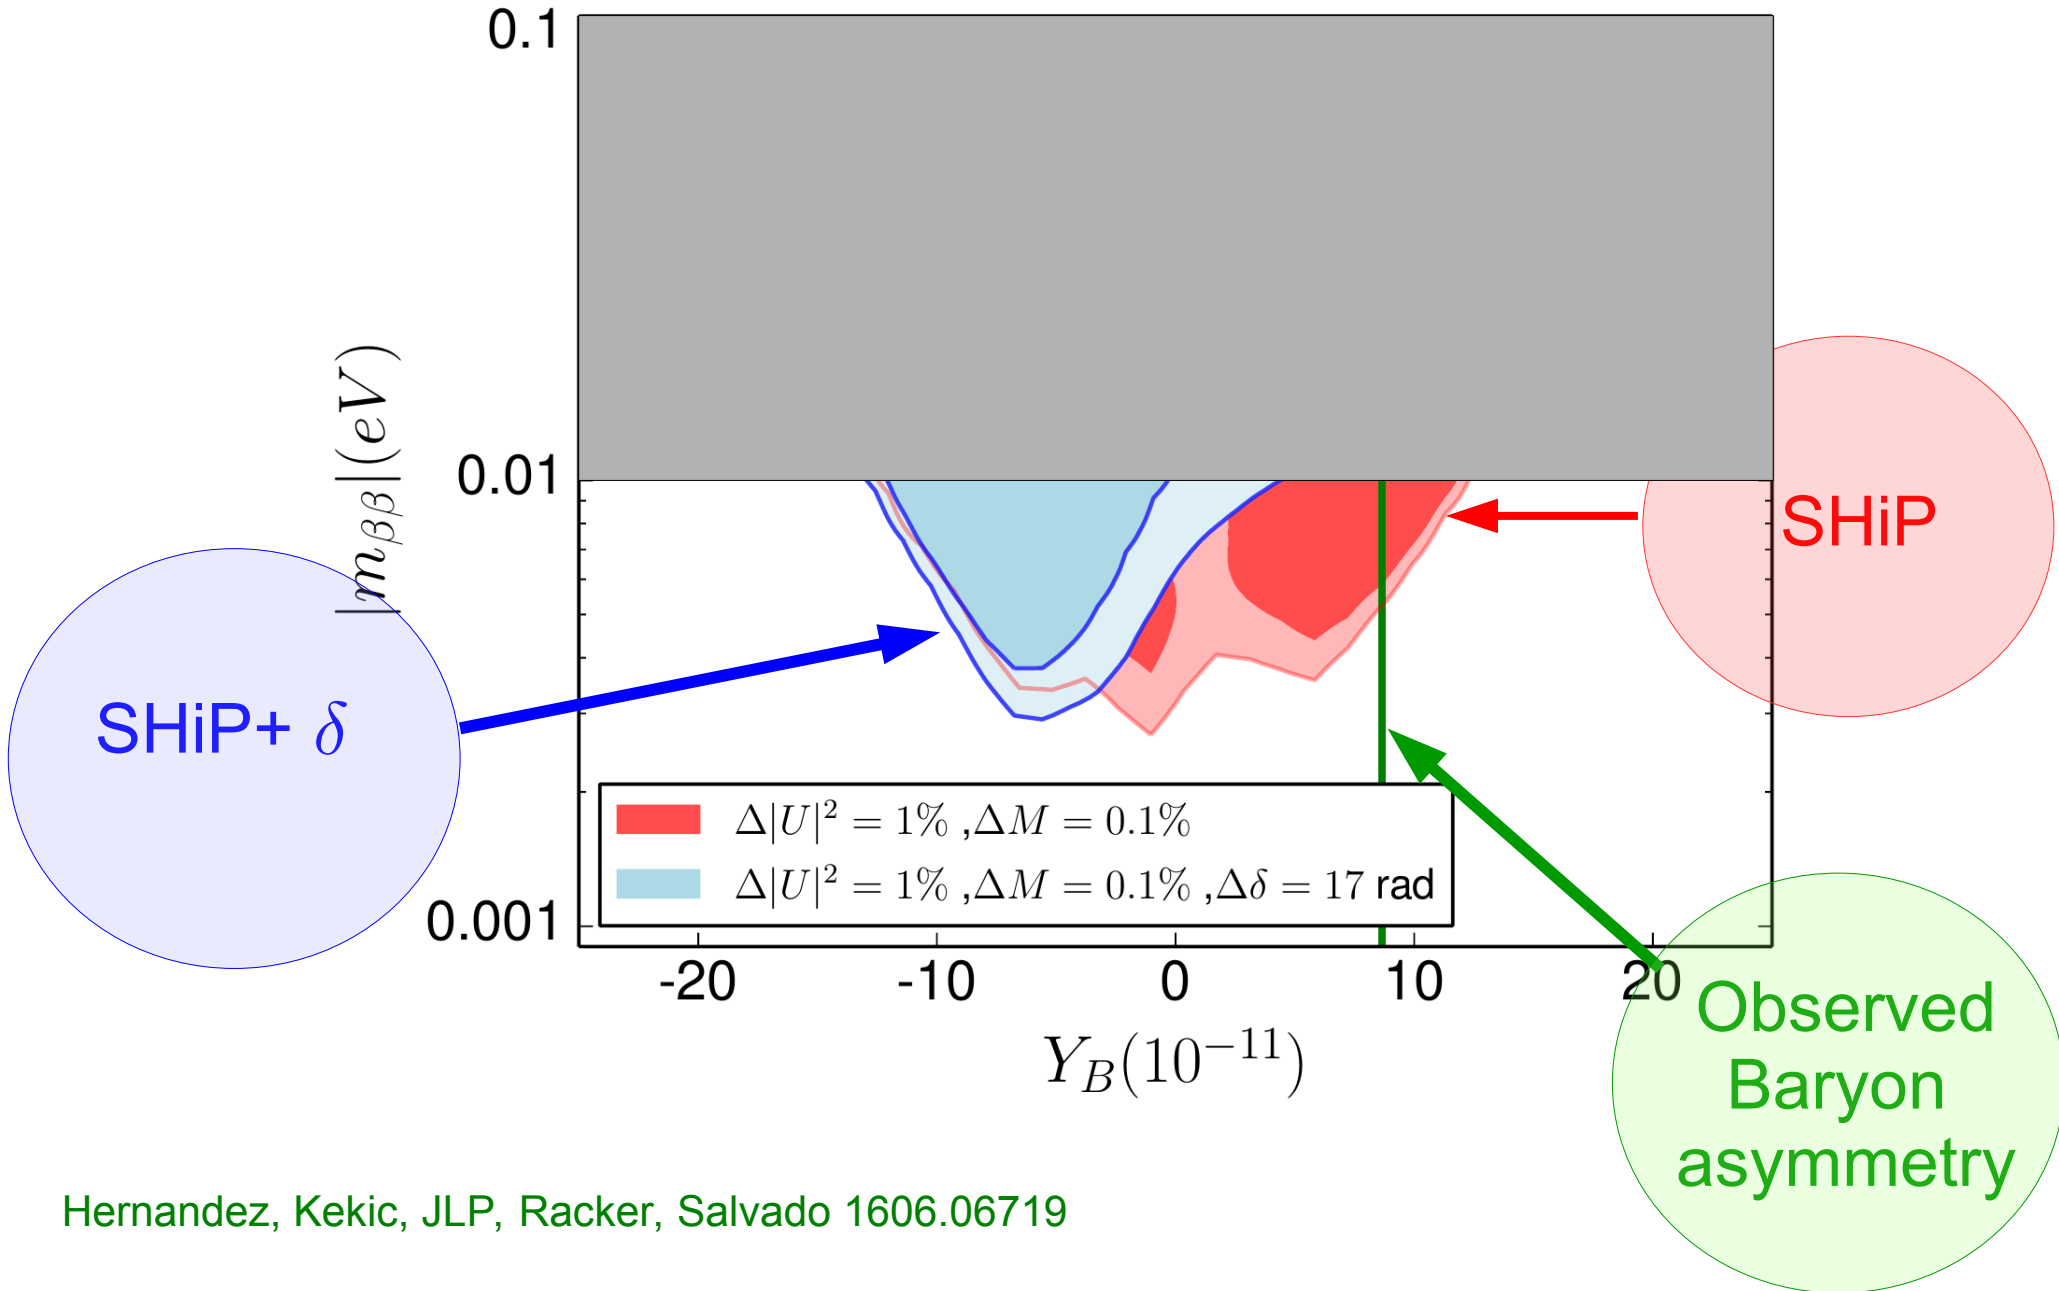 0.1
|m_{ββ}|(eV)
0.01
SHiP
SHiP+ δ
Δ|U|² = 1% ,ΔM = 0.1%
Δ|U|² = 1% ,ΔM = 0.1% ,Δδ = 17 rad
0.001
-20 -10 0 10 20
Y_B(10⁻¹¹)
Observed
Baryon
asymmetry
Hernandez, Kekic, JLP, Racker, Salvado 1606.06719